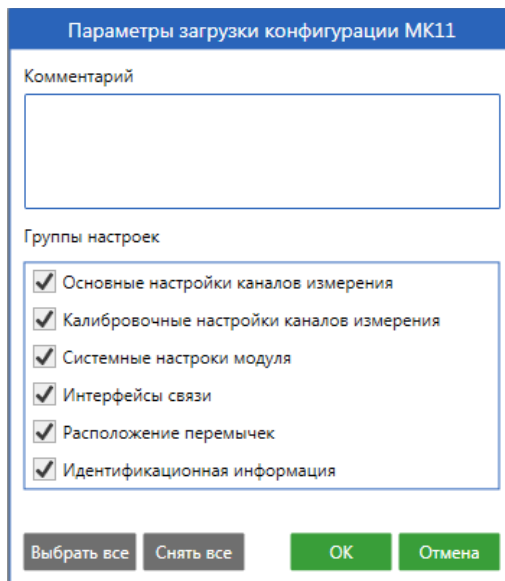 Параметры загрузки конфигурации МК11
Комментарий
Группы настроек
Основные настройки каналов измерения
Калибровочные настройки каналов измерения
Системные настроки модуля
Интерфейсы связи
Расположение перемычек
Идентификационная информация
Выбрать все Снять все ОК Отмена